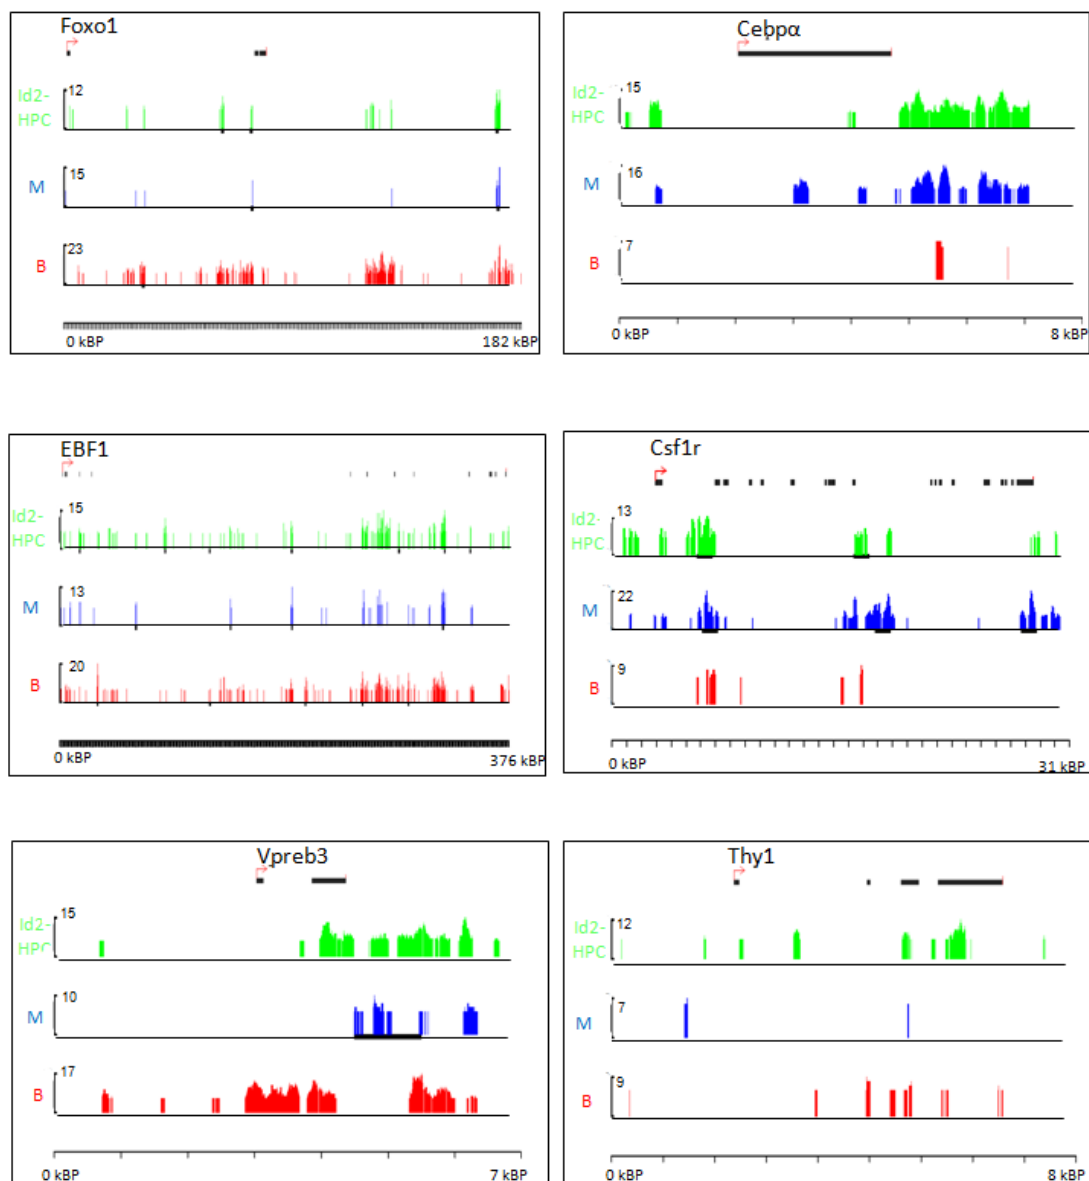 Foxo1
Id2-
HPC
12
M
15
B
23
0 kBP 182 kBP
Cebpα
15
16
M
7
B
0 kBP 8 kBP
EBF1
Id2-
HPC
15
M
13
B
20
0 kBP 376 kBP
Csf1r
Id2-
HPC
13
M
22
B
9
0 kBP 31 kBP
Vpreb3
Id2-
HPC
15
M
10
B
17
0 kBP 7 kBP
Thy1
Id2-
HPC
12
M
7
B
9
0 kBP 8 kBP